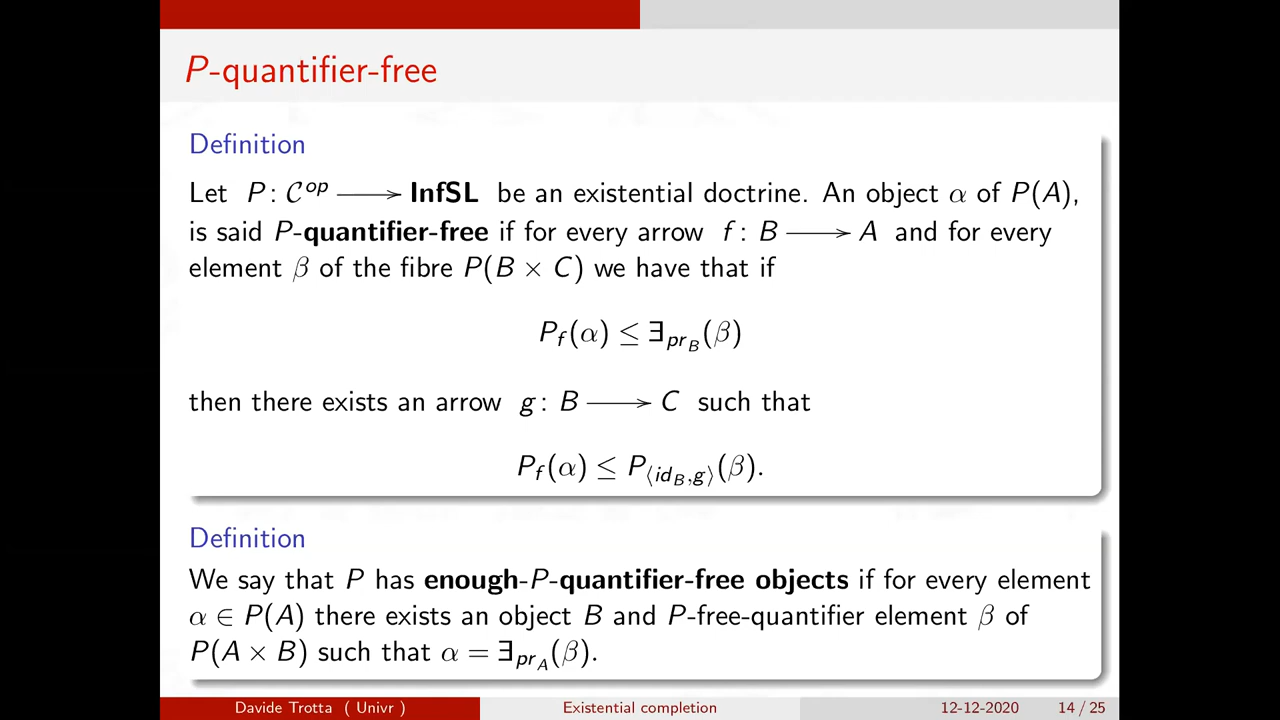 P-quantifier-free
Definition
Let P: 𝒞ᵒᵖ ⟶ InfSL be an existential doctrine. An object α of P(A),
is said P-quantifier-free if for every arrow f: B ⟶ A and for every
element β of the fibre P(B × C) we have that if
P_f(α) ≤ ∃_{pr_B}(β)
then there exists an arrow g: B ⟶ C such that
P_f(α) ≤ P_{⟨id_B,g⟩}(β).
Definition
We say that P has enough-P-quantifier-free objects if for every element
α ∈ P(A) there exists an object B and P-free-quantifier element β of
P(A × B) such that α = ∃_{pr_A}(β).
Davide Trotta ( Univr ) Existential completion 12-12-2020 14 / 25